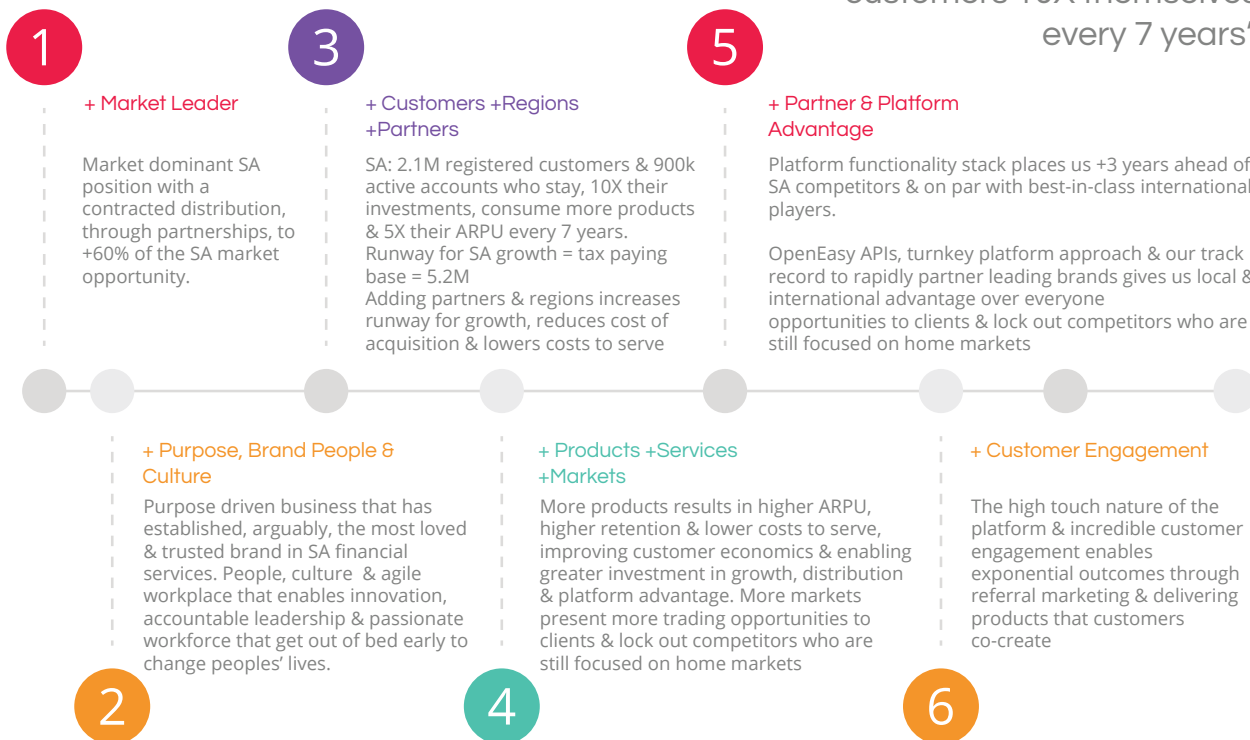 customers 10X themselves
every 7 years"
1
+ Market Leader
Market dominant SA
position with a
contracted distribution,
through partnerships, to
+60% of the SA market
opportunity.
3
+ Customers +Regions
+Partners
SA: 2.1M registered customers & 900k
active accounts who stay, 10X their
investments, consume more products
& 5X their ARPU every 7 years.
Runway for SA growth = tax paying
base = 5.2M
Adding partners & regions increases
runway for growth, reduces cost of
acquisition & lowers costs to serve
5
+ Partner & Platform
Advantage
Platform functionality stack places us +3 years ahead of
SA competitors & on par with best-in-class international
players.
OpenEasy APIs, turnkey platform approach & our track
record to rapidly partner leading brands gives us local &
international advantage over everyone
opportunities to clients & lock out competitors who are
still focused on home markets
+ Purpose, Brand People &
Culture
Purpose driven business that has
established, arguably, the most loved
& trusted brand in SA financial
services. People, culture & agile
workplace that enables innovation,
accountable leadership & passionate
workforce that get out of bed early to
change peoples' lives.
2
+ Products +Services
+Markets
More products results in higher ARPU,
higher retention & lower costs to serve,
improving customer economics & enabling
greater investment in growth, distribution
& platform advantage. More markets
present more trading opportunities to
clients & lock out competitors who are
still focused on home markets
4
+ Customer Engagement
The high touch nature of the
platform & incredible customer
engagement enables
exponential outcomes through
referral marketing & delivering
products that customers
co-create
6